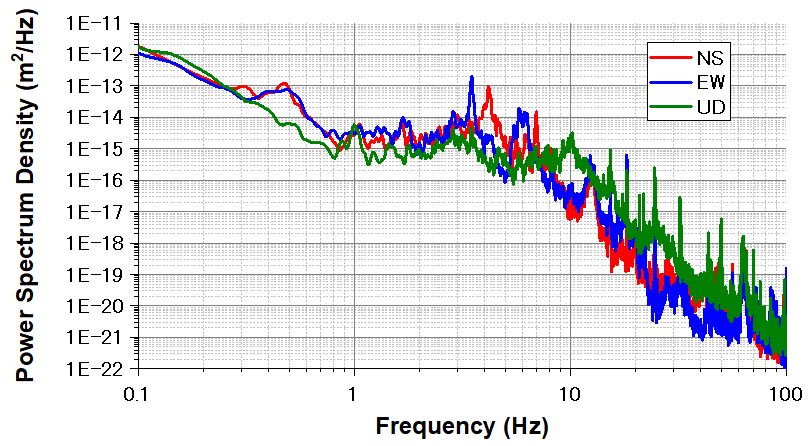 Power Spectrum Density (m²/Hz)
1E−11
1E−12
1E−13
1E−14
1E−15
1E−16
1E−17
1E−18
1E−19
1E−20
1E−21
1E−22
NS
EW
UD
0.1
1
10
100
Frequency (Hz)